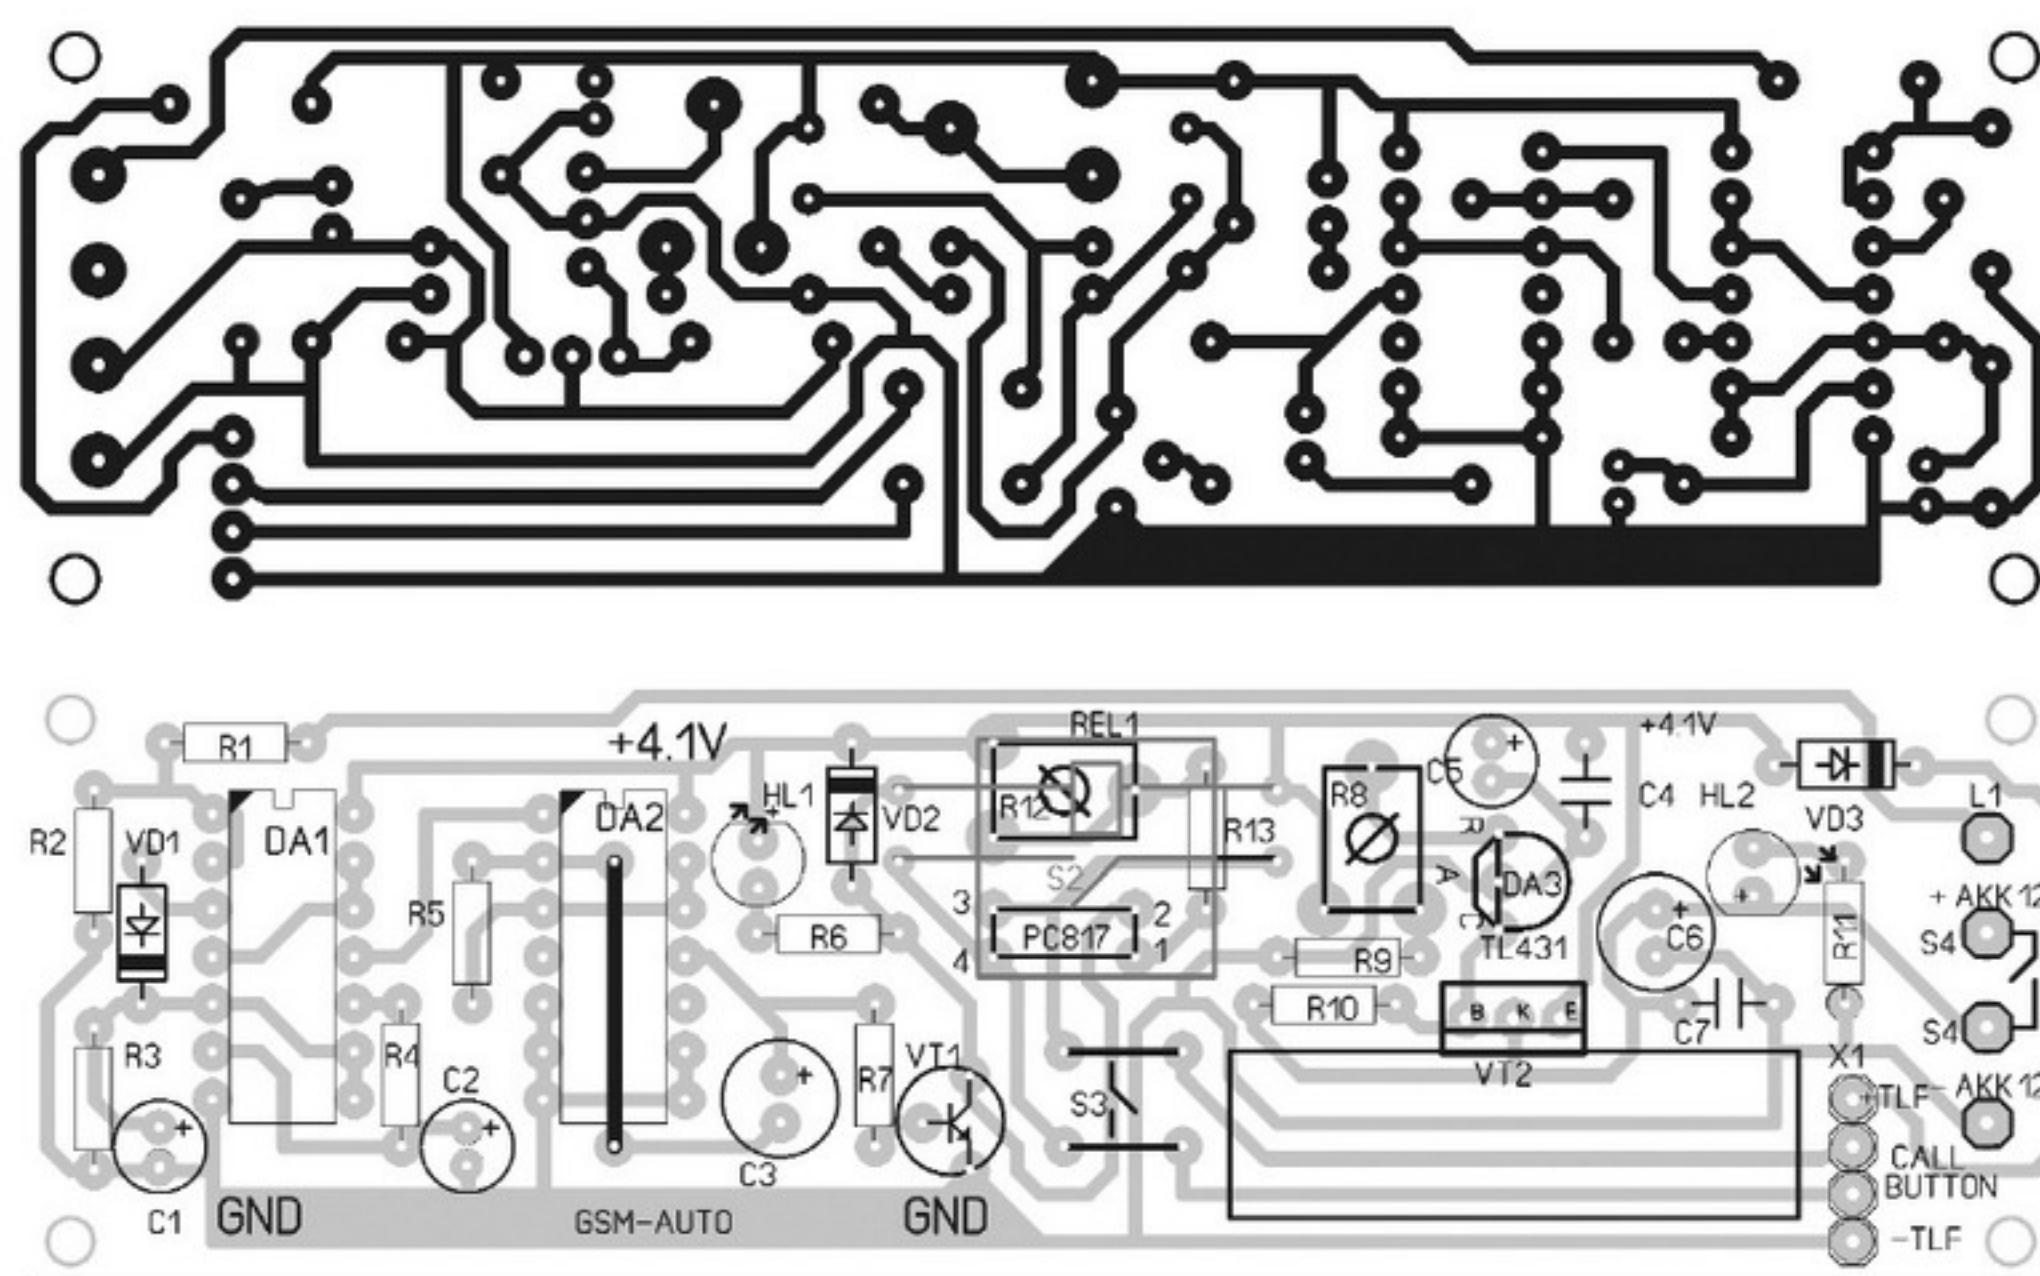 REL1
+4.1V
R1
+4.1V
C5
+
HL1
R12
R8
C4
HL2
L1
DA1
DA2
VD2
R13
VD3
R2
VD1
R
S2
A
DA3
+
+ AKK 12
R5
3
2
C
R6
PC817
TL431
C6
R11
S4
4
1
R9
R10
B
K
E
C7
S4
R3
R4
VT1
VT2
X1
C2
+
R7
S3
+TLF
- AKK 12
+
+
C3
CALL
BUTTON
C1
GND
GSM-AUTO
GND
-TLF